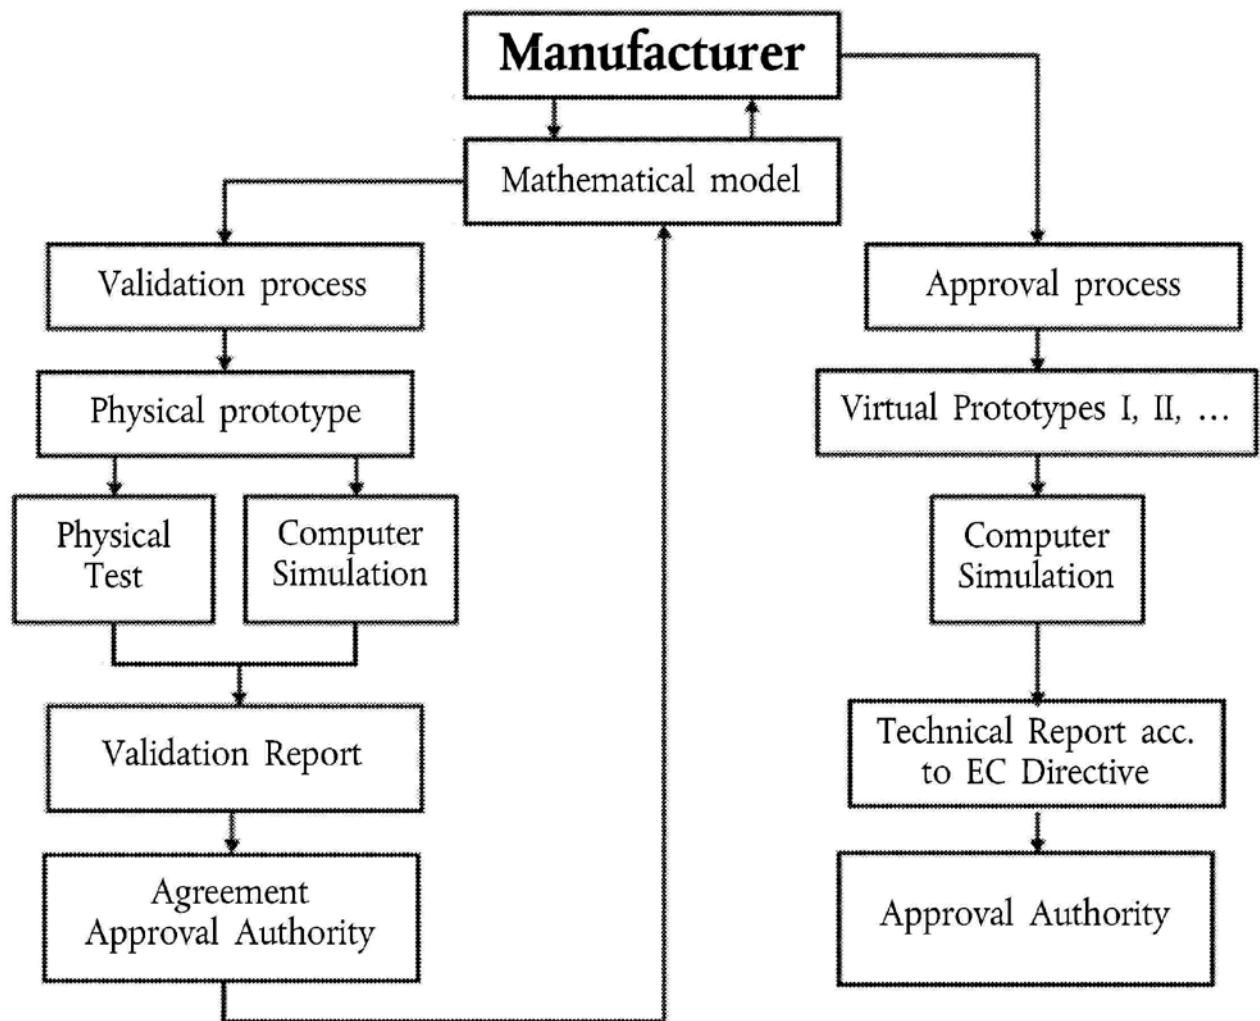 Manufacturer
Mathematical model
Validation process
Physical prototype
Physical
Test
Computer
Simulation
Validation Report
Agreement
Approval Authority
Approval process
Virtual Prototypes I, II, …
Computer
Simulation
Technical Report acc.
to EC Directive
Approval Authority